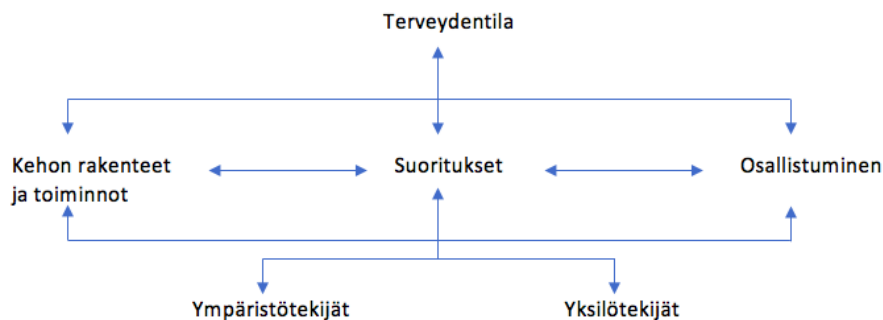 Terveydentila
Kehon rakenteet
ja toiminnot
Suoritukset
Osallistuminen
Ympäristötekijät
Yksilötekijät